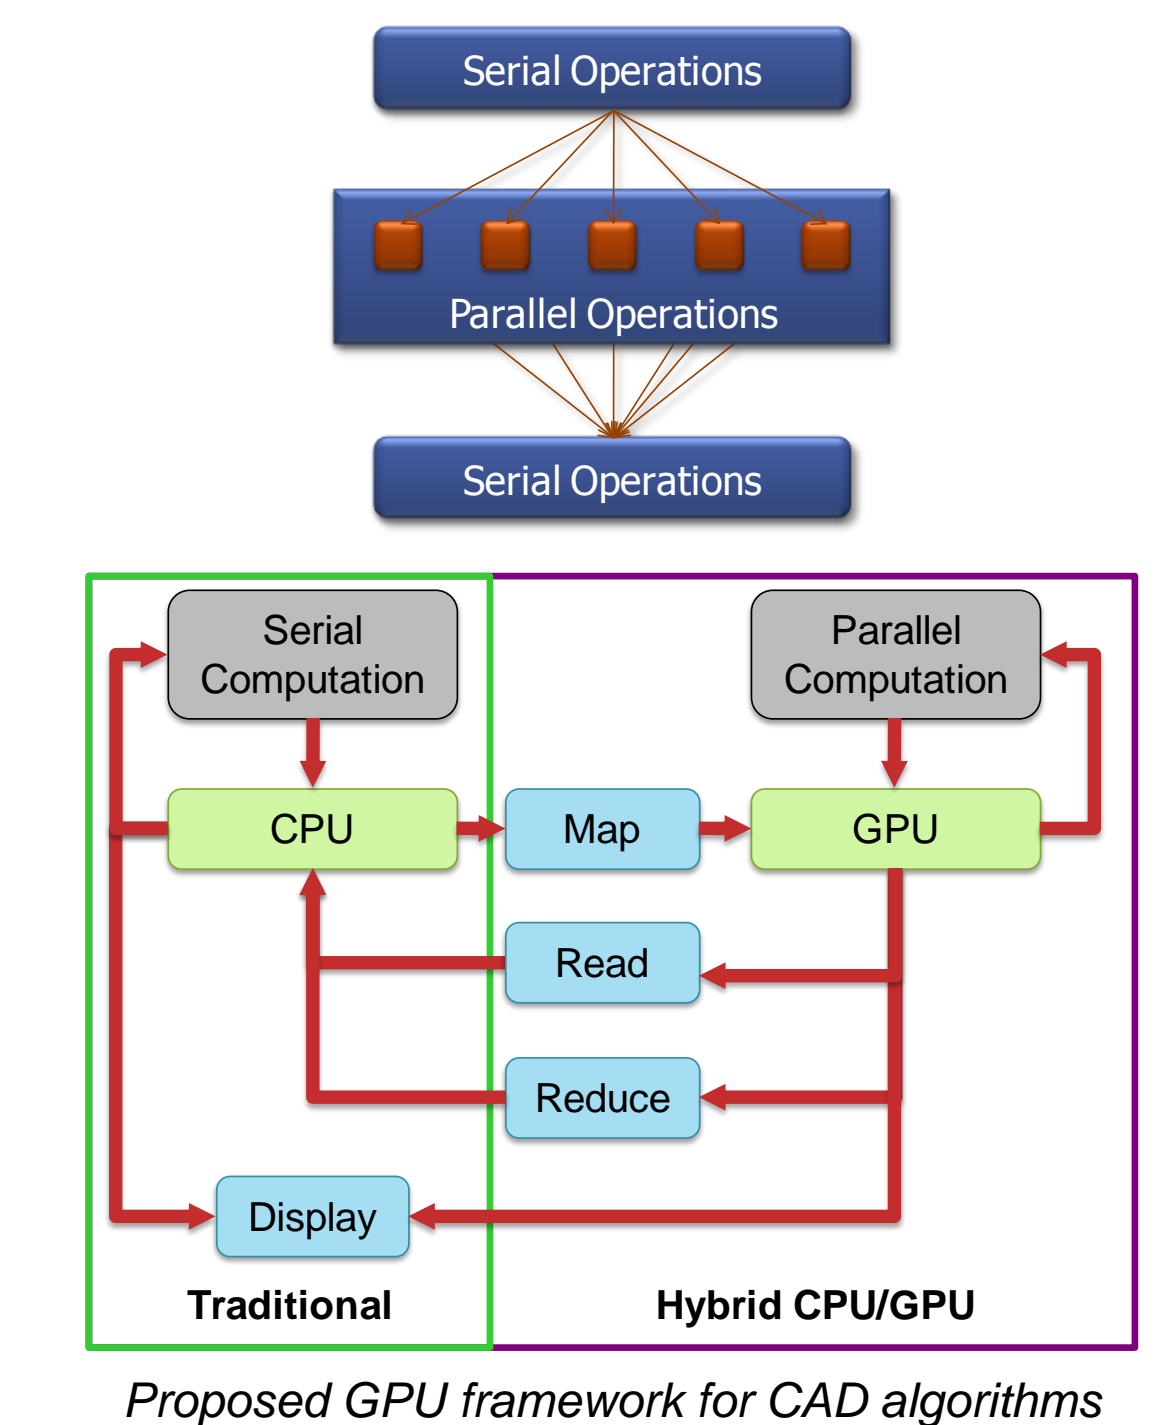 Serial Operations
Parallel Operations
Serial Operations
Serial
Computation
Parallel
Computation
CPU
Map
GPU
Read
Reduce
Display
Traditional
Hybrid CPU/GPU
Proposed GPU framework for CAD algorithms